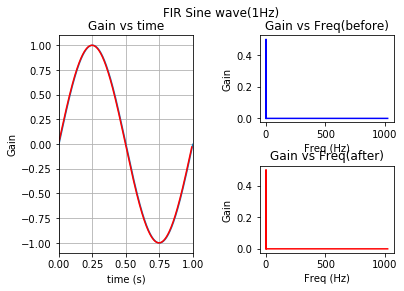 FIR Sine wave(1Hz)
Gain vs time
Gain
1.00
0.75
0.50
0.25
0.00
−0.25
−0.50
−0.75
−1.00
0.00 0.25 0.50 0.75 1.00
time (s)
Gain vs Freq(before)
Gain
0.4
0.2
0.0
0 500 1000
Freq (Hz)
Gain vs Freq(after)
Gain
0.4
0.2
0.0
0 500 1000
Freq (Hz)